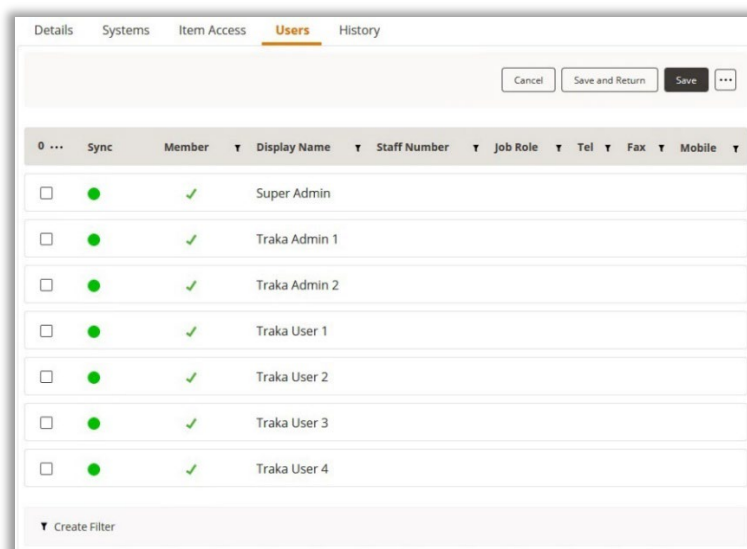 Details Systems Item Access Users History
Cancel Save and Return Save ...
0 ... Sync Member Display Name Staff Number Job Role Tel Fax Mobile
Super Admin
Traka Admin 1
Traka Admin 2
Traka User 1
Traka User 2
Traka User 3
Traka User 4
Create Filter